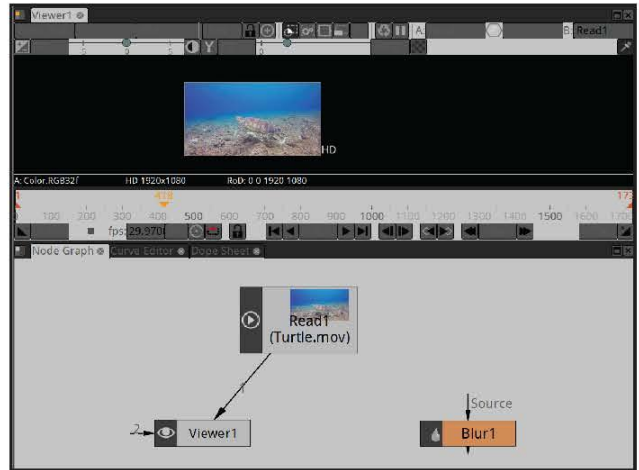 Viewer1
A: B: Read1
Y
HD
A: Color.RGB32f HD 1920x1080 RoD: 0 0 1920 1080
1 418 173
100 200 300 400 500 600 700 800 900 1000 1100 1200 1300 1400 1500 1600 1700
fps: 29.970
Node Graph Curve Editor Dope Sheet
Read1
(Turtle.mov)
1
Source
2 Viewer1 Blur1